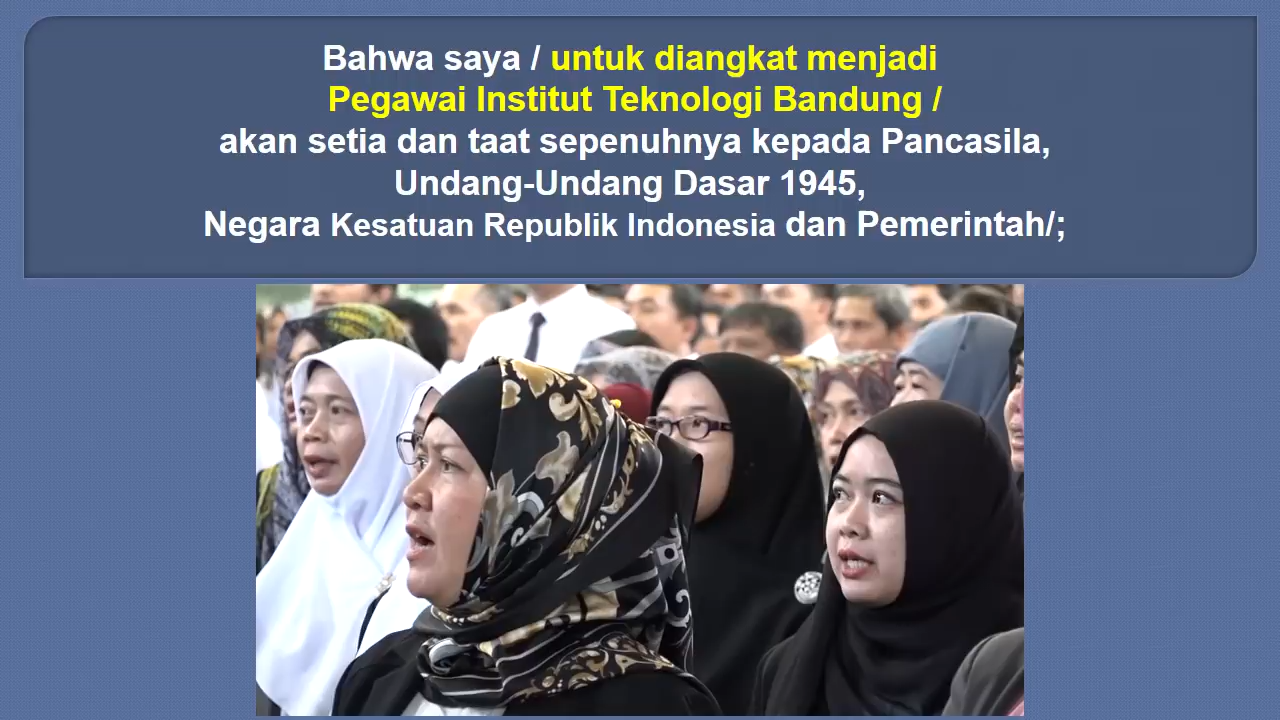 Bahwa saya / untuk diangkat menjadi
Pegawai Institut Teknologi Bandung /
akan setia dan taat sepenuhnya kepada Pancasila,
Undang-Undang Dasar 1945,
Negara Kesatuan Republik Indonesia dan Pemerintah/;